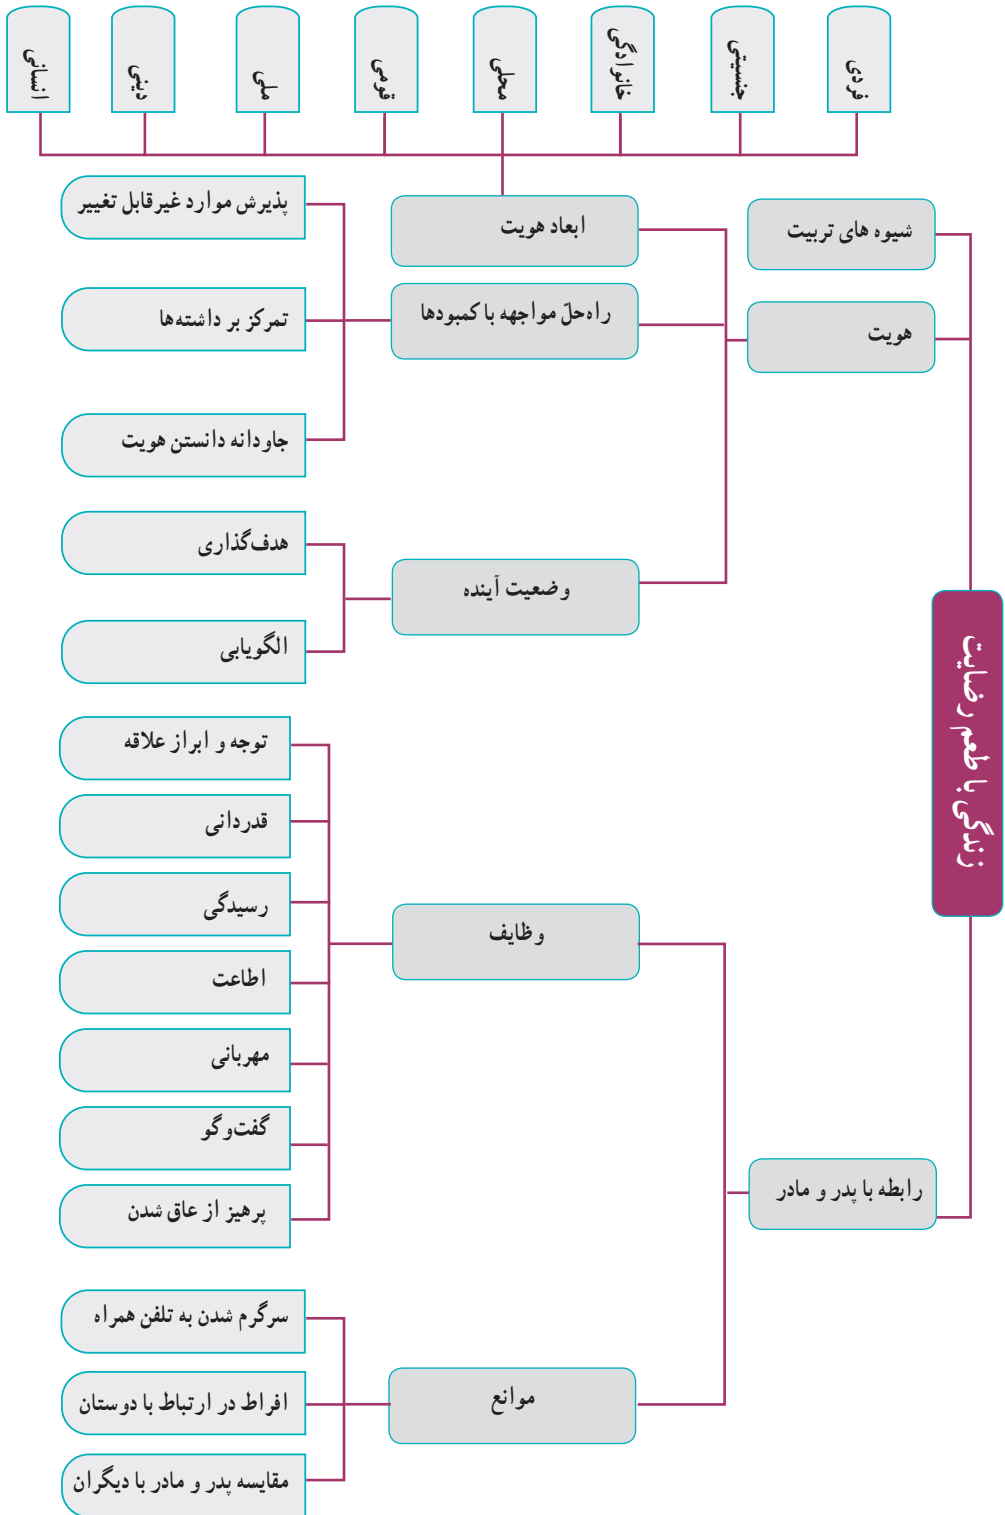 فردی
جنسیتی
خانوادگی
محلی
قومی
ملی
دینی
انسانی
زندگی با طعم رضایت
شیوه های تربیت
هویت
ابعاد هویت
راه‌حلّ مواجهه با کمبودها
پذیرش موارد غیرقابل تغییر
تمرکز بر داشته‌ها
جاودانه دانستن هویت
وضعیت آینده
هدف‌گذاری
الگویابی
رابطه با پدر و مادر
وظایف
توجه و ابراز علاقه
قدردانی
رسیدگی
اطاعت
مهربانی
گفت‌وگو
پرهیز از عاق شدن
موانع
سرگرم شدن به تلفن همراه
افراط در ارتباط با دوستان
مقایسه پدر و مادر با دیگران